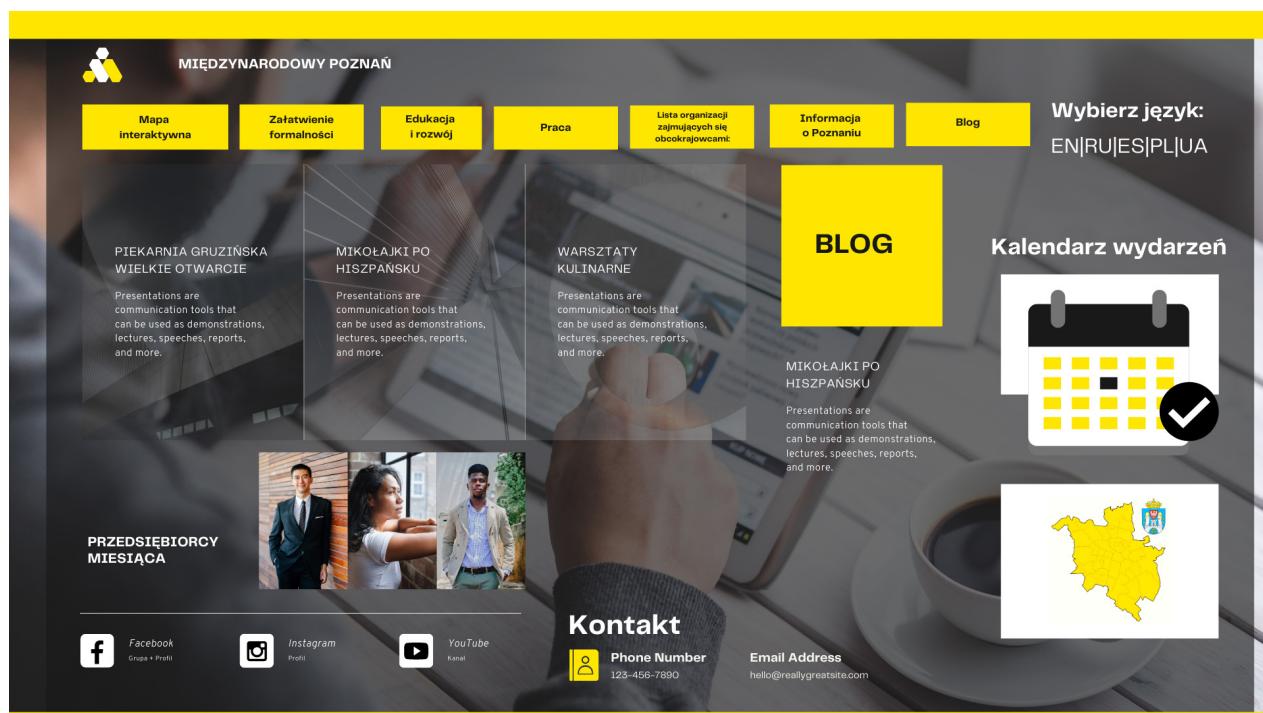 MIĘDZYNARODOWY POZNAŃ
Mapa
interaktywna
Załatwienie
formalności
Edukacja
i rozwój
Praca
Lista organizacji
zajmujących się
obcokrajowcami:
Informacja
o Poznaniu
Blog
Wybierz język:
EN|RU|ES|PL|UA
PIEKARNIA GRUZIŃSKA
WIELKIE OTWARCIE
Presentations are
communication tools that
can be used as demonstrations,
lectures, speeches, reports,
and more.
MIKOŁAJKI PO
HISZPAŃSKU
Presentations are
communication tools that
can be used as demonstrations,
lectures, speeches, reports,
and more.
WARSZTATY
KULINARNE
Presentations are
communication tools that
can be used as demonstrations,
lectures, speeches, reports,
and more.
BLOG
MIKOŁAJKI PO
HISZPAŃSKU
Presentations are
communication tools that
can be used as demonstrations,
lectures, speeches, reports,
and more.
Kalendarz wydarzeń
PRZEDSIĘBIORCY
MIESIĄCA
Facebook
Grupa + Profil
Instagram
Profil
YouTube
Kanał
Kontakt
Phone Number
123-456-7890
Email Address
hello@reallygreatsite.com